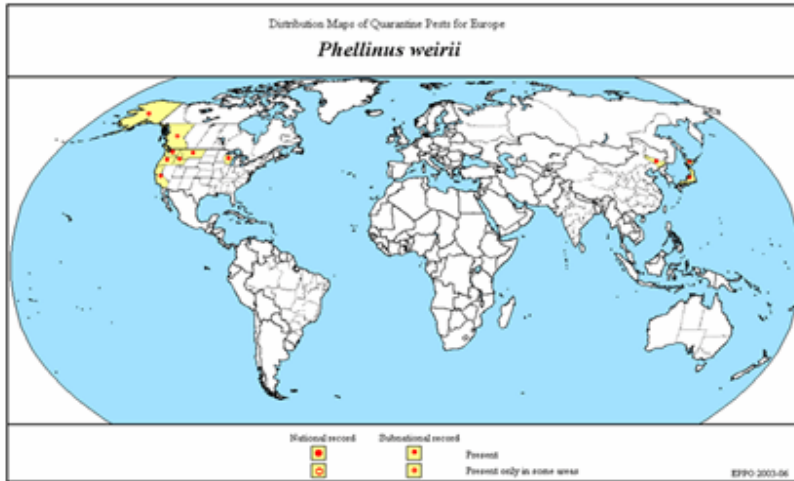 Distribution Maps of Quarantine Pests for Europe
Phellinus weirii
National record Subnational record
Present
Present only in some areas
EPPO 2003-06